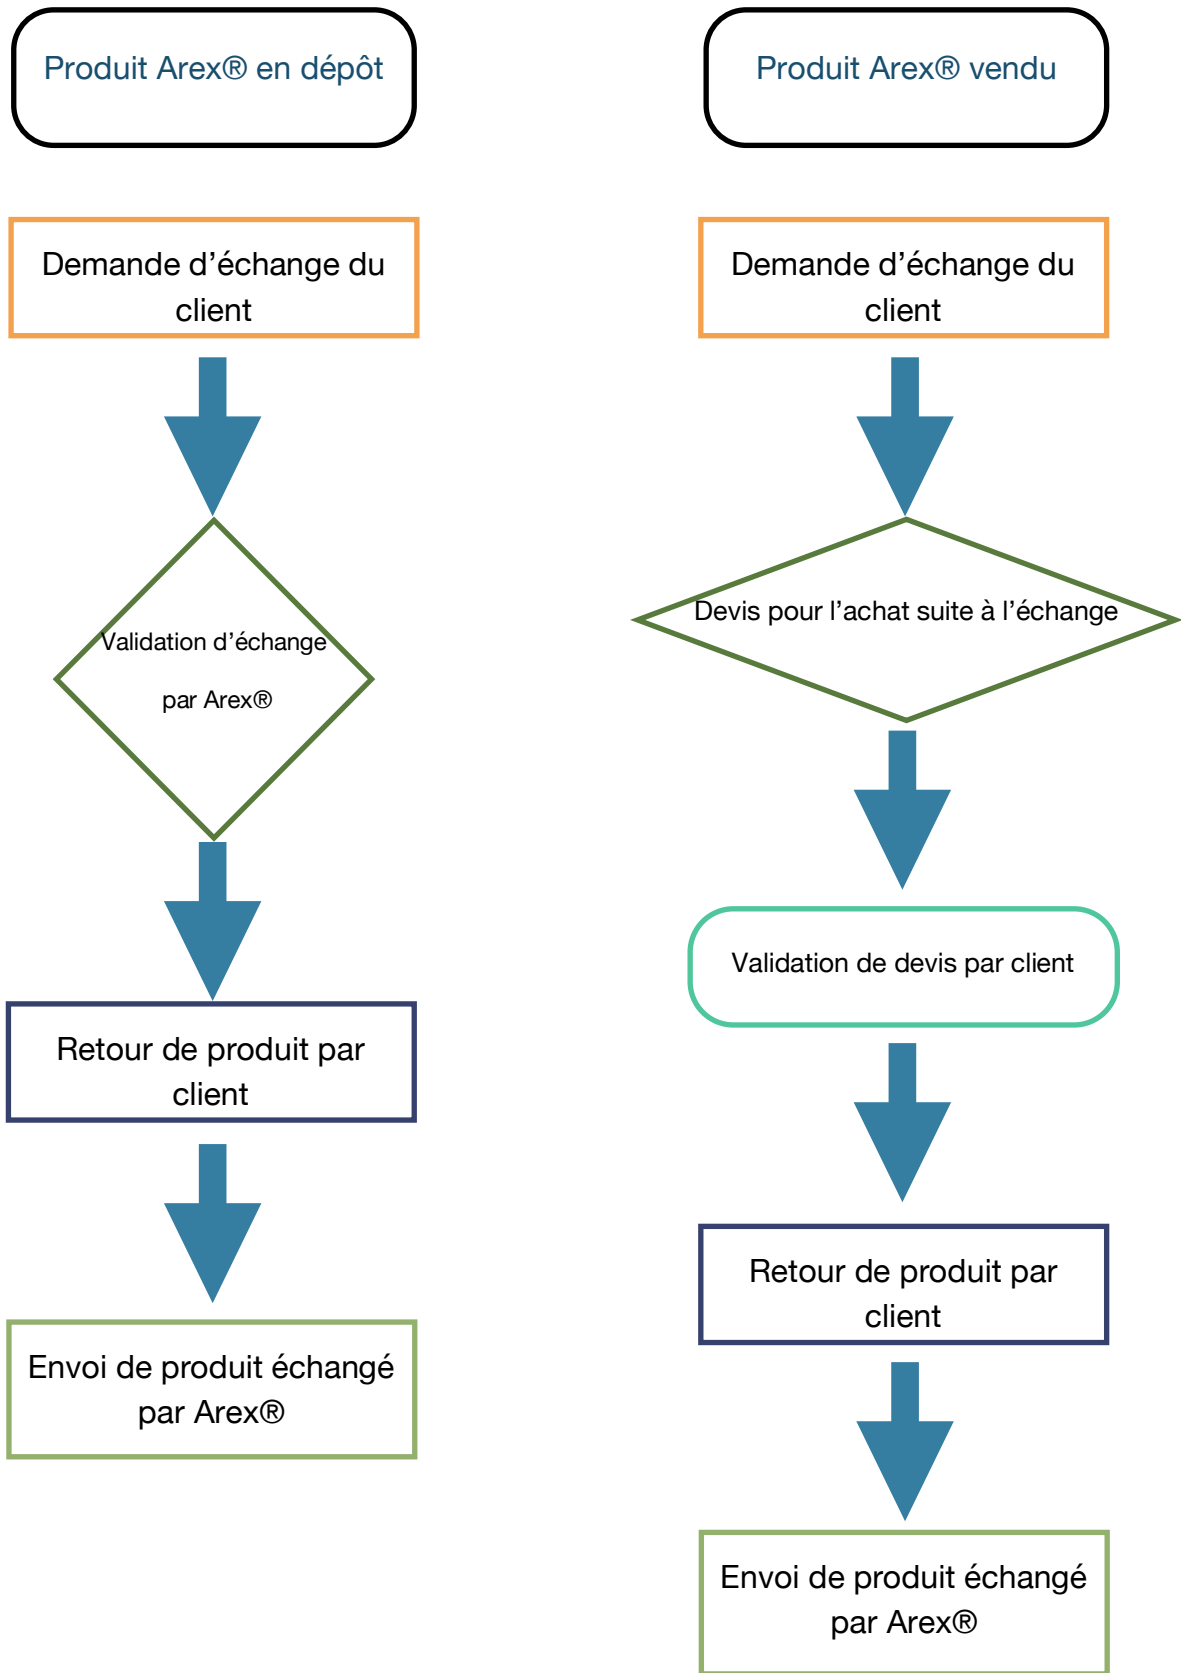 Produit Arex® en dépôt
Demande d’échange du
client
Validation d’échange
par Arex®
Retour de produit par
client
Envoi de produit échangé
par Arex®
Produit Arex® vendu
Demande d’échange du
client
Devis pour l’achat suite à l’échange
Validation de devis par client
Retour de produit par
client
Envoi de produit échangé
par Arex®